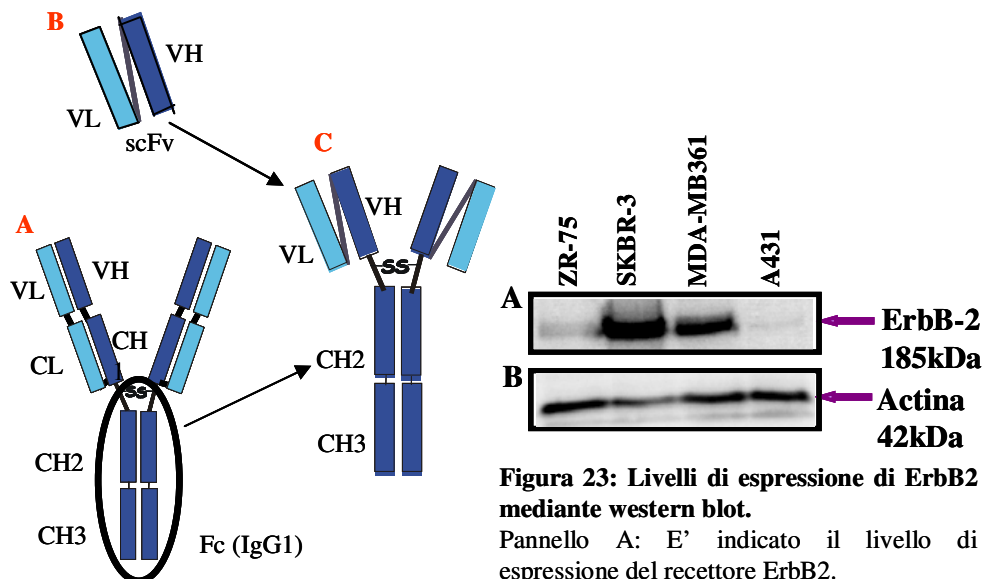 B
VH
VL
scFv
C
VH
VL
SS
CH2
CH3
A
VH
VL
CH
CL
SS
CH2
CH3
Fc (IgG1)
ZR-75
SKBR-3
MDA-MB361
A431
A
ErbB-2
185kDa
B
Actina
42kDa
Figura 23: Livelli di espressione di ErbB2
mediante western blot.
Pannello A: E' indicato il livello di
espressione del recettore ErbB2.